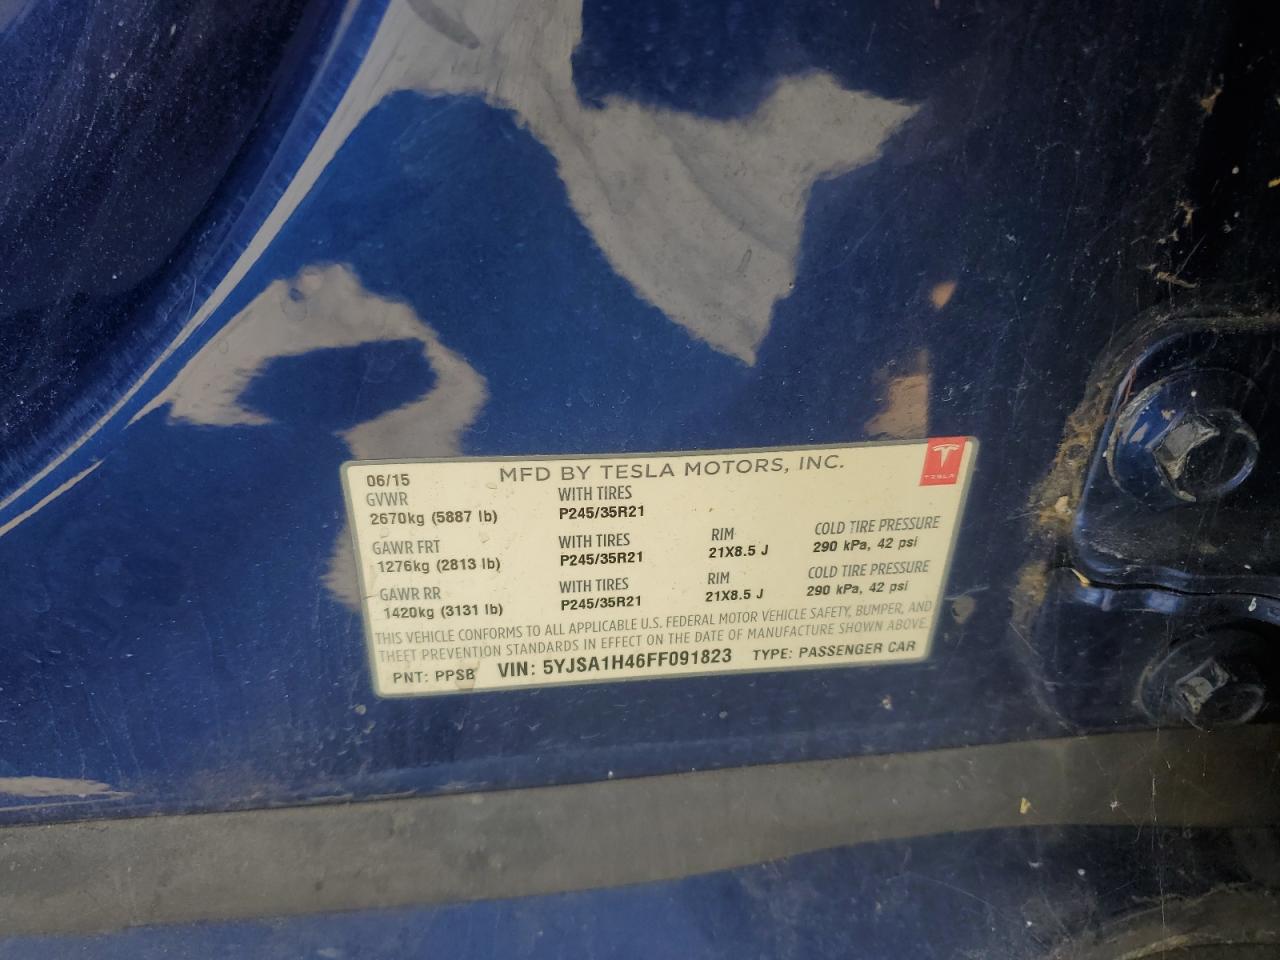 06/15 MFD BY TESLA MOTORS, INC.
TESLA
GVWR WITH TIRES
2670kg (5887 lb) P245/35R21
GAWR FRT WITH TIRES RIM COLD TIRE PRESSURE
1276kg (2813 lb) P245/35R21 21X8.5 J 290 kPa, 42 psi
GAWR RR WITH TIRES RIM COLD TIRE PRESSURE
1420kg (3131 lb) P245/35R21 21X8.5 J 290 kPa, 42 psi
THIS VEHICLE CONFORMS TO ALL APPLICABLE U.S. FEDERAL MOTOR VEHICLE SAFETY, BUMPER, AND
THEFT PREVENTION STANDARDS IN EFFECT ON THE DATE OF MANUFACTURE SHOWN ABOVE.
PNT: PPSB VIN: 5YJSA1H46FF091823 TYPE: PASSENGER CAR